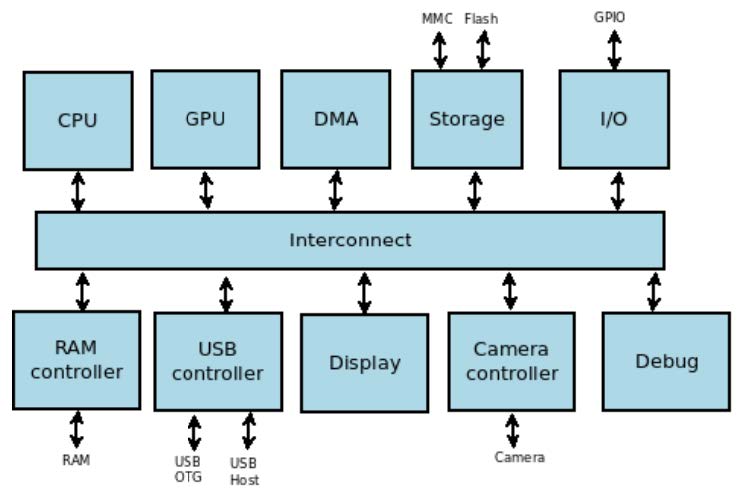 MMC Flash GPIO
CPU GPU DMA Storage I/O
Interconnect
RAM
controller
USB
controller
Display
Camera
controller
Debug
RAM
USB
OTG
USB
Host
Camera